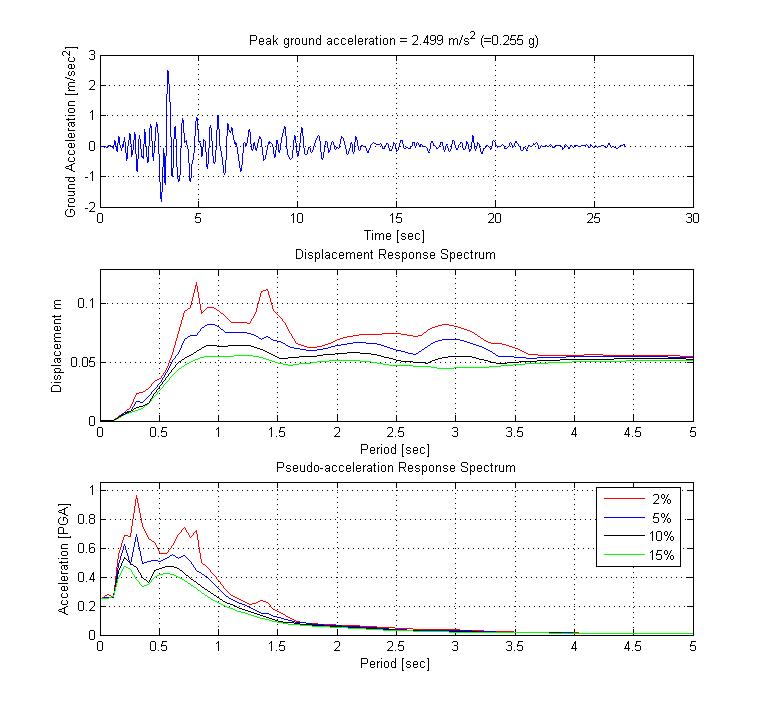 Peak ground acceleration = 2.499 m/s² (=0.255 g)
Ground Acceleration [m/sec²]
3
2
1
0
-1
-2
0 5 10 15 20 25 30
Time [sec]
Displacement Response Spectrum
Displacement m
0.1
0.05
0
0 0.5 1 1.5 2 2.5 3 3.5 4 4.5 5
Period [sec]
Pseudo-acceleration Response Spectrum
Acceleration [PGA]
1
0.8
0.6
0.4
0.2
0
2%
5%
10%
15%
0 0.5 1 1.5 2 2.5 3 3.5 4 4.5 5
Period [sec]